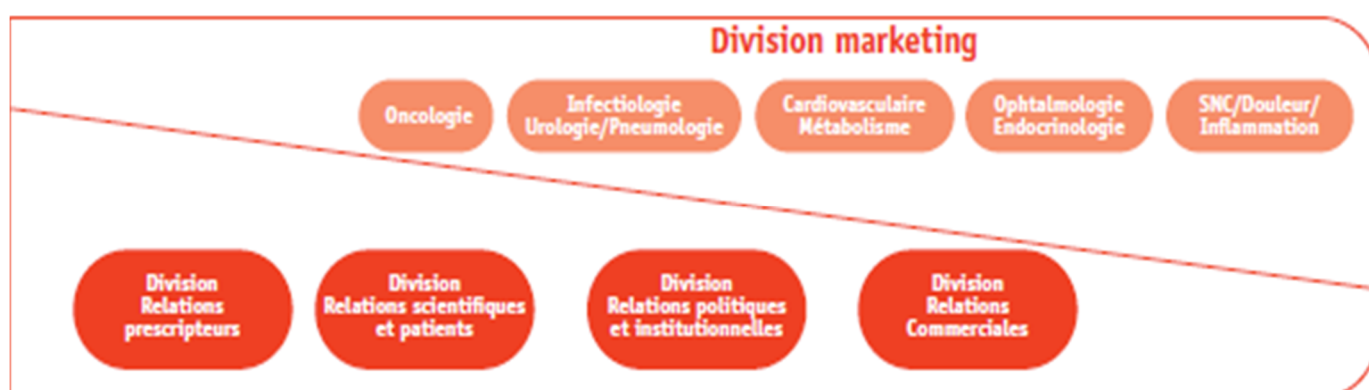 Division marketing
Oncologie
Infectiologie
Urologie/Pneumologie
Cardiovasculaire
Métabolisme
Ophtalmologie
Endocrinologie
SNC/Douleur/
Inflammation
Division
Relations
prescripteurs
Division
Relations scientifiques
et patients
Division
Relations politiques
et institutionnelles
Division
Relations
Commerciales